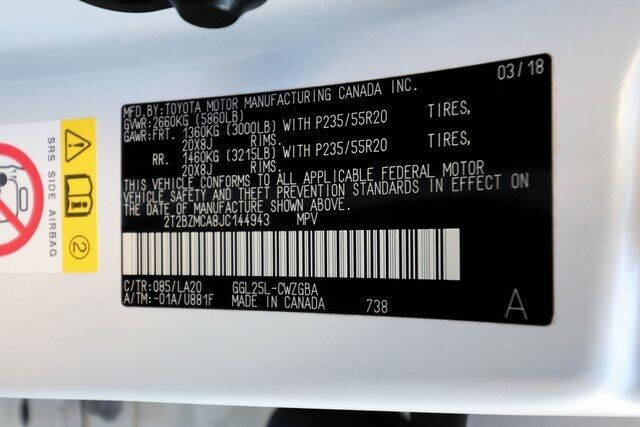 03/18
MFD.BY:TOYOTA MOTOR MANUFACTURING CANADA INC.
GVWR:2660KG (5860LB)
GAWR:FRT. 1360KG (3000LB) WITH P235/55R20 TIRES,
20X8J RIMS.
RR. 1460KG (3215LB) WITH P235/55R20 TIRES,
20X8J RIMS.
THIS VEHICLE CONFORMS TO ALL APPLICABLE FEDERAL MOTOR
VEHICLE SAFETY AND THEFT PREVENTION STANDARDS IN EFFECT ON
THE DATE OF MANUFACTURE SHOWN ABOVE.
2T2BZMCA8JC144943 MPV
C/TR: 085/LA20 GGL25L-CWZGBA
A/TM: -01A/U881F MADE IN CANADA 738
A
SRS SIDE AIRBAG
2